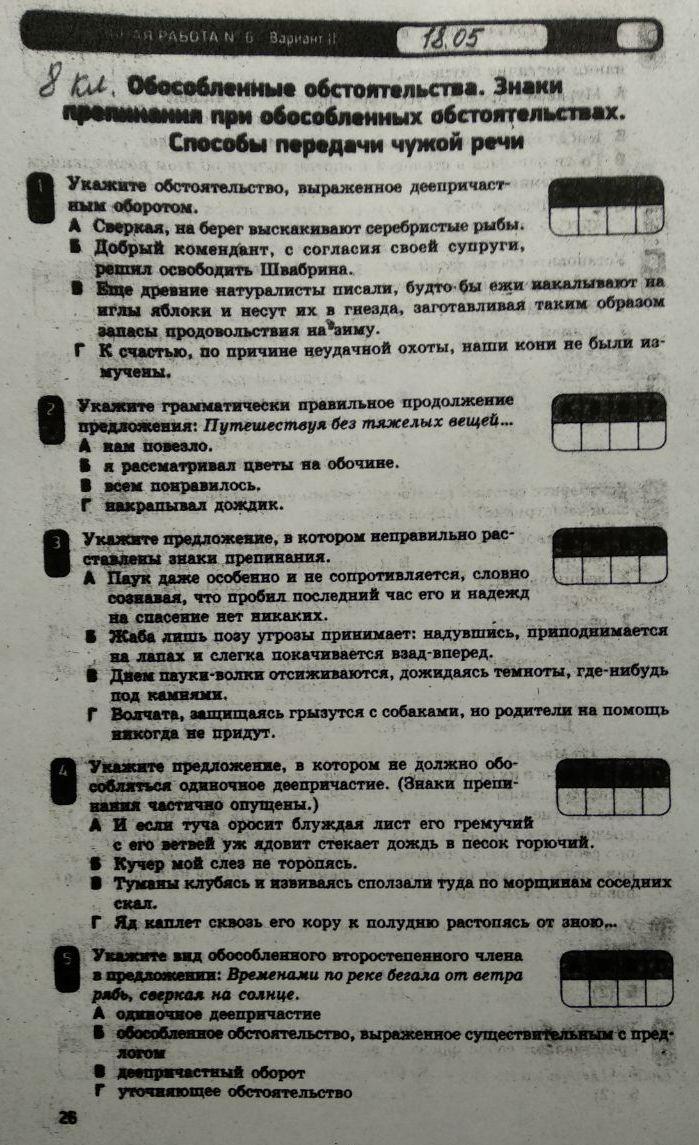 НАЯ РАБОТА № 6 Вариант II 18.05
8 кл. Обособленные обстоятельства. Знаки
препинания при обособленных обстоятельствах.
Способы передачи чужой речи
1 Укажите обстоятельство, выраженное деепричаст-
ным оборотом.
А Сверкая, на берег выскакивают серебристые рыбы.
Б Добрый комендант, с согласия своей супруги,
решил освободить Швабрина.
В Еще древние натуралисты писали, будто бы ежи накалывают на
иглы яблоки и несут их в гнезда, заготавливая таким образом
запасы продовольствия на зиму.
Г К счастью, по причине неудачной охоты, наши кони не были из-
мучены.
2 Укажите грамматически правильное продолжение
предложения: Путешествуя без тяжелых вещей...
А нам повезло.
Б я рассматривал цветы на обочине.
В всем понравилось.
Г накрапывал дождик.
3 Укажите предложение, в котором неправильно рас-
ставлены знаки препинания.
А Паук даже особенно и не сопротивляется, словно
сознавая, что пробил последний час его и надежд
на спасение нет никаких.
Б Жаба лишь позу угрозы принимает: надувшись, приподнимается
на лапах и слегка покачивается взад-вперед.
В Днем пауки-волки отсиживаются, дожидаясь темноты, где-нибудь
под камнями.
Г Волчата, защищаясь грызутся с собаками, но родители на помощь
никогда не придут.
4 Укажите предложение, в котором не должно обо-
собляться одиночное деепричастие. (Знаки препи-
нания частично опущены.)
А И если туча оросит блуждая лист его гремучий
с его ветвей уж ядовит стекает дождь в песок горючий.
Б Кучер мой слез не торопясь.
В Туманы клубясь и извиваясь сползали туда по морщинам соседних
скал.
Г Яд каплет сквозь его кору к полудню растопясь от зною...
5 Укажите вид обособленного второстепенного члена
в предложении: Временами по реке бегала от ветра
рябь, сверкая на солнце.
А одиночное деепричастие
Б обособленное обстоятельство, выраженное существительным с пред-
логом
В деепричастный оборот
Г уточняющее обстоятельство
26